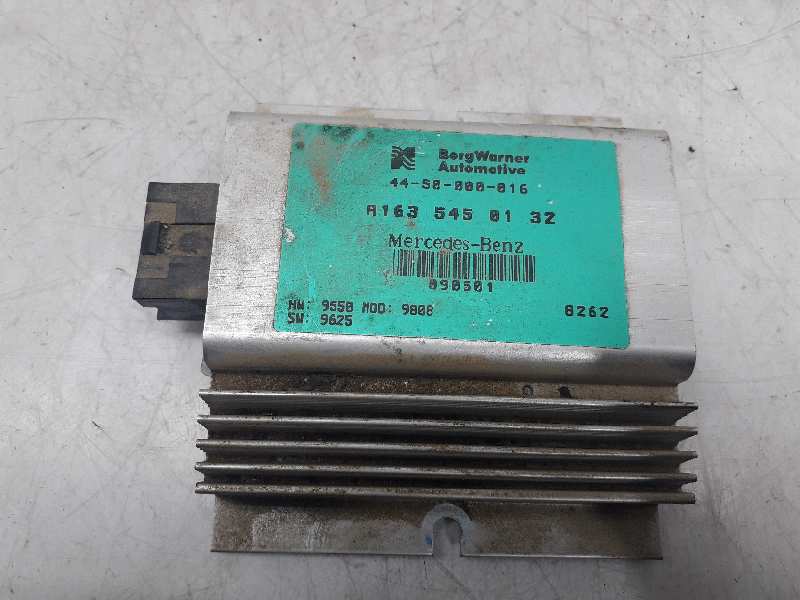 BorgWarner
Automotive
44-50-000-016
A163 545 01 32
Mercedes-Benz
090501
HW: 9550 MOD: 9808
SW: 9625
8262